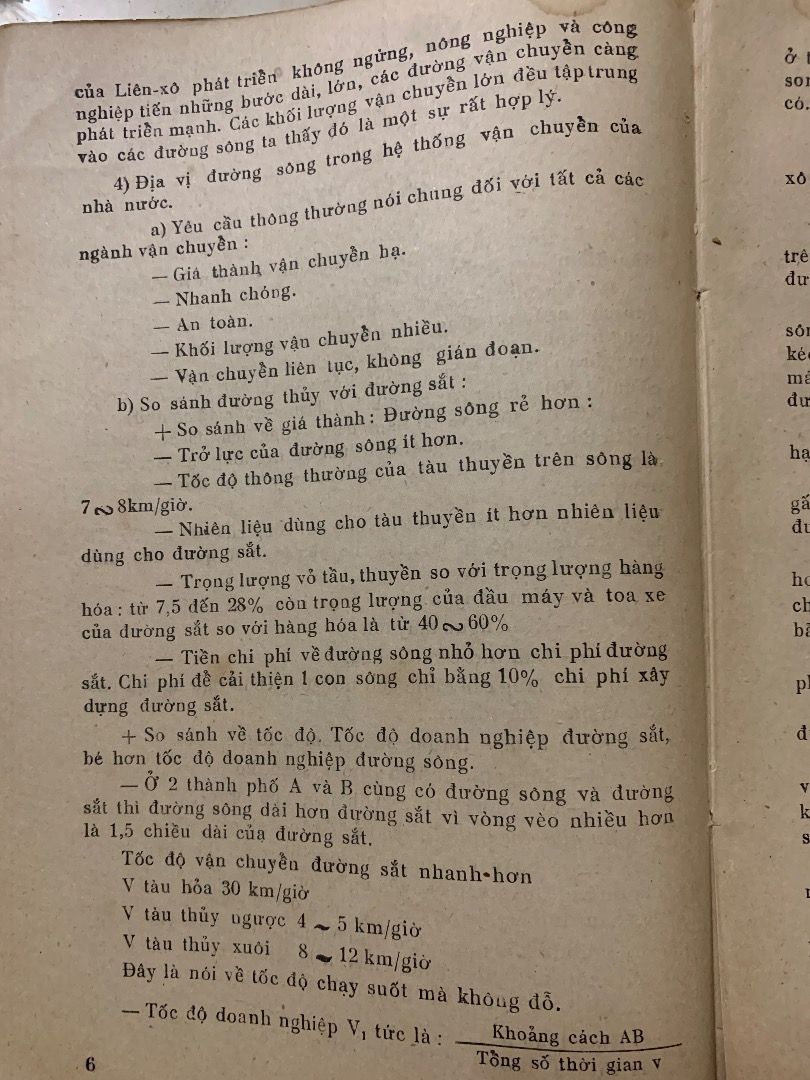 của Liên-xô phát triển không ngừng, nông nghiệp và công
nghiệp tiến những bước dài, lớn, các đường vận chuyển càng
phát triển mạnh. Các khối lượng vận chuyển lớn đều tập trung
vào các đường sông ta thấy đó là một sự rất hợp lý.
4) Địa vị đường sông trong hệ thống vận chuyển của
nhà nước.
a) Yêu cầu thông thường nói chung đối với tất cả các
ngành vận chuyển :
— Giá thành vận chuyển hạ.
— Nhanh chóng.
— An toàn.
— Khối lượng vận chuyển nhiều.
— Vận chuyển liên tục, không gián đoạn.
b) So sánh đường thủy với đường sắt :
+ So sánh về giá thành : Đường sông rẻ hơn :
— Trở lực của đường sông ít hơn.
— Tốc độ thông thường của tàu thuyền trên sông là
7 ∾ 8km/giờ.
— Nhiên liệu dùng cho tàu thuyền ít hơn nhiên liệu
dùng cho đường sắt.
— Trọng lượng vỏ tầu, thuyền so với trọng lượng hàng
hóa : từ 7,5 đến 28% còn trọng lượng của đầu máy và toa xe
của đường sắt so với hàng hóa là từ 40 ∾ 60%
— Tiền chi phí về đường sông nhỏ hơn chi phí đường
sắt. Chi phí để cải thiện 1 con sông chỉ bằng 10% chi phí xây
dựng đường sắt.
+ So sánh về tốc độ. Tốc độ doanh nghiệp đường sắt,
bé hơn tốc độ doanh nghiệp đường sông.
— Ở 2 thành phố A và B cùng có đường sông và đường
sắt thì đường sông dài hơn đường sắt vì vòng vèo nhiều hơn
là 1,5 chiều dài của đường sắt.
Tốc độ vận chuyển đường sắt nhanh hơn
V tàu hỏa 30 km/giờ
V tàu thủy ngược 4 ~ 5 km/giờ
V tàu thủy xuôi 8 ~ 12 km/giờ
Đây là nói về tốc độ chạy suốt mà không đỗ.
— Tốc độ doanh nghiệp V₁ tức là : Khoảng cách AB
Tổng số thời gian v
6
ở
có.
xô
trê
đư
sôn
kéo
má
đư
hạ
gấ
đư
ch